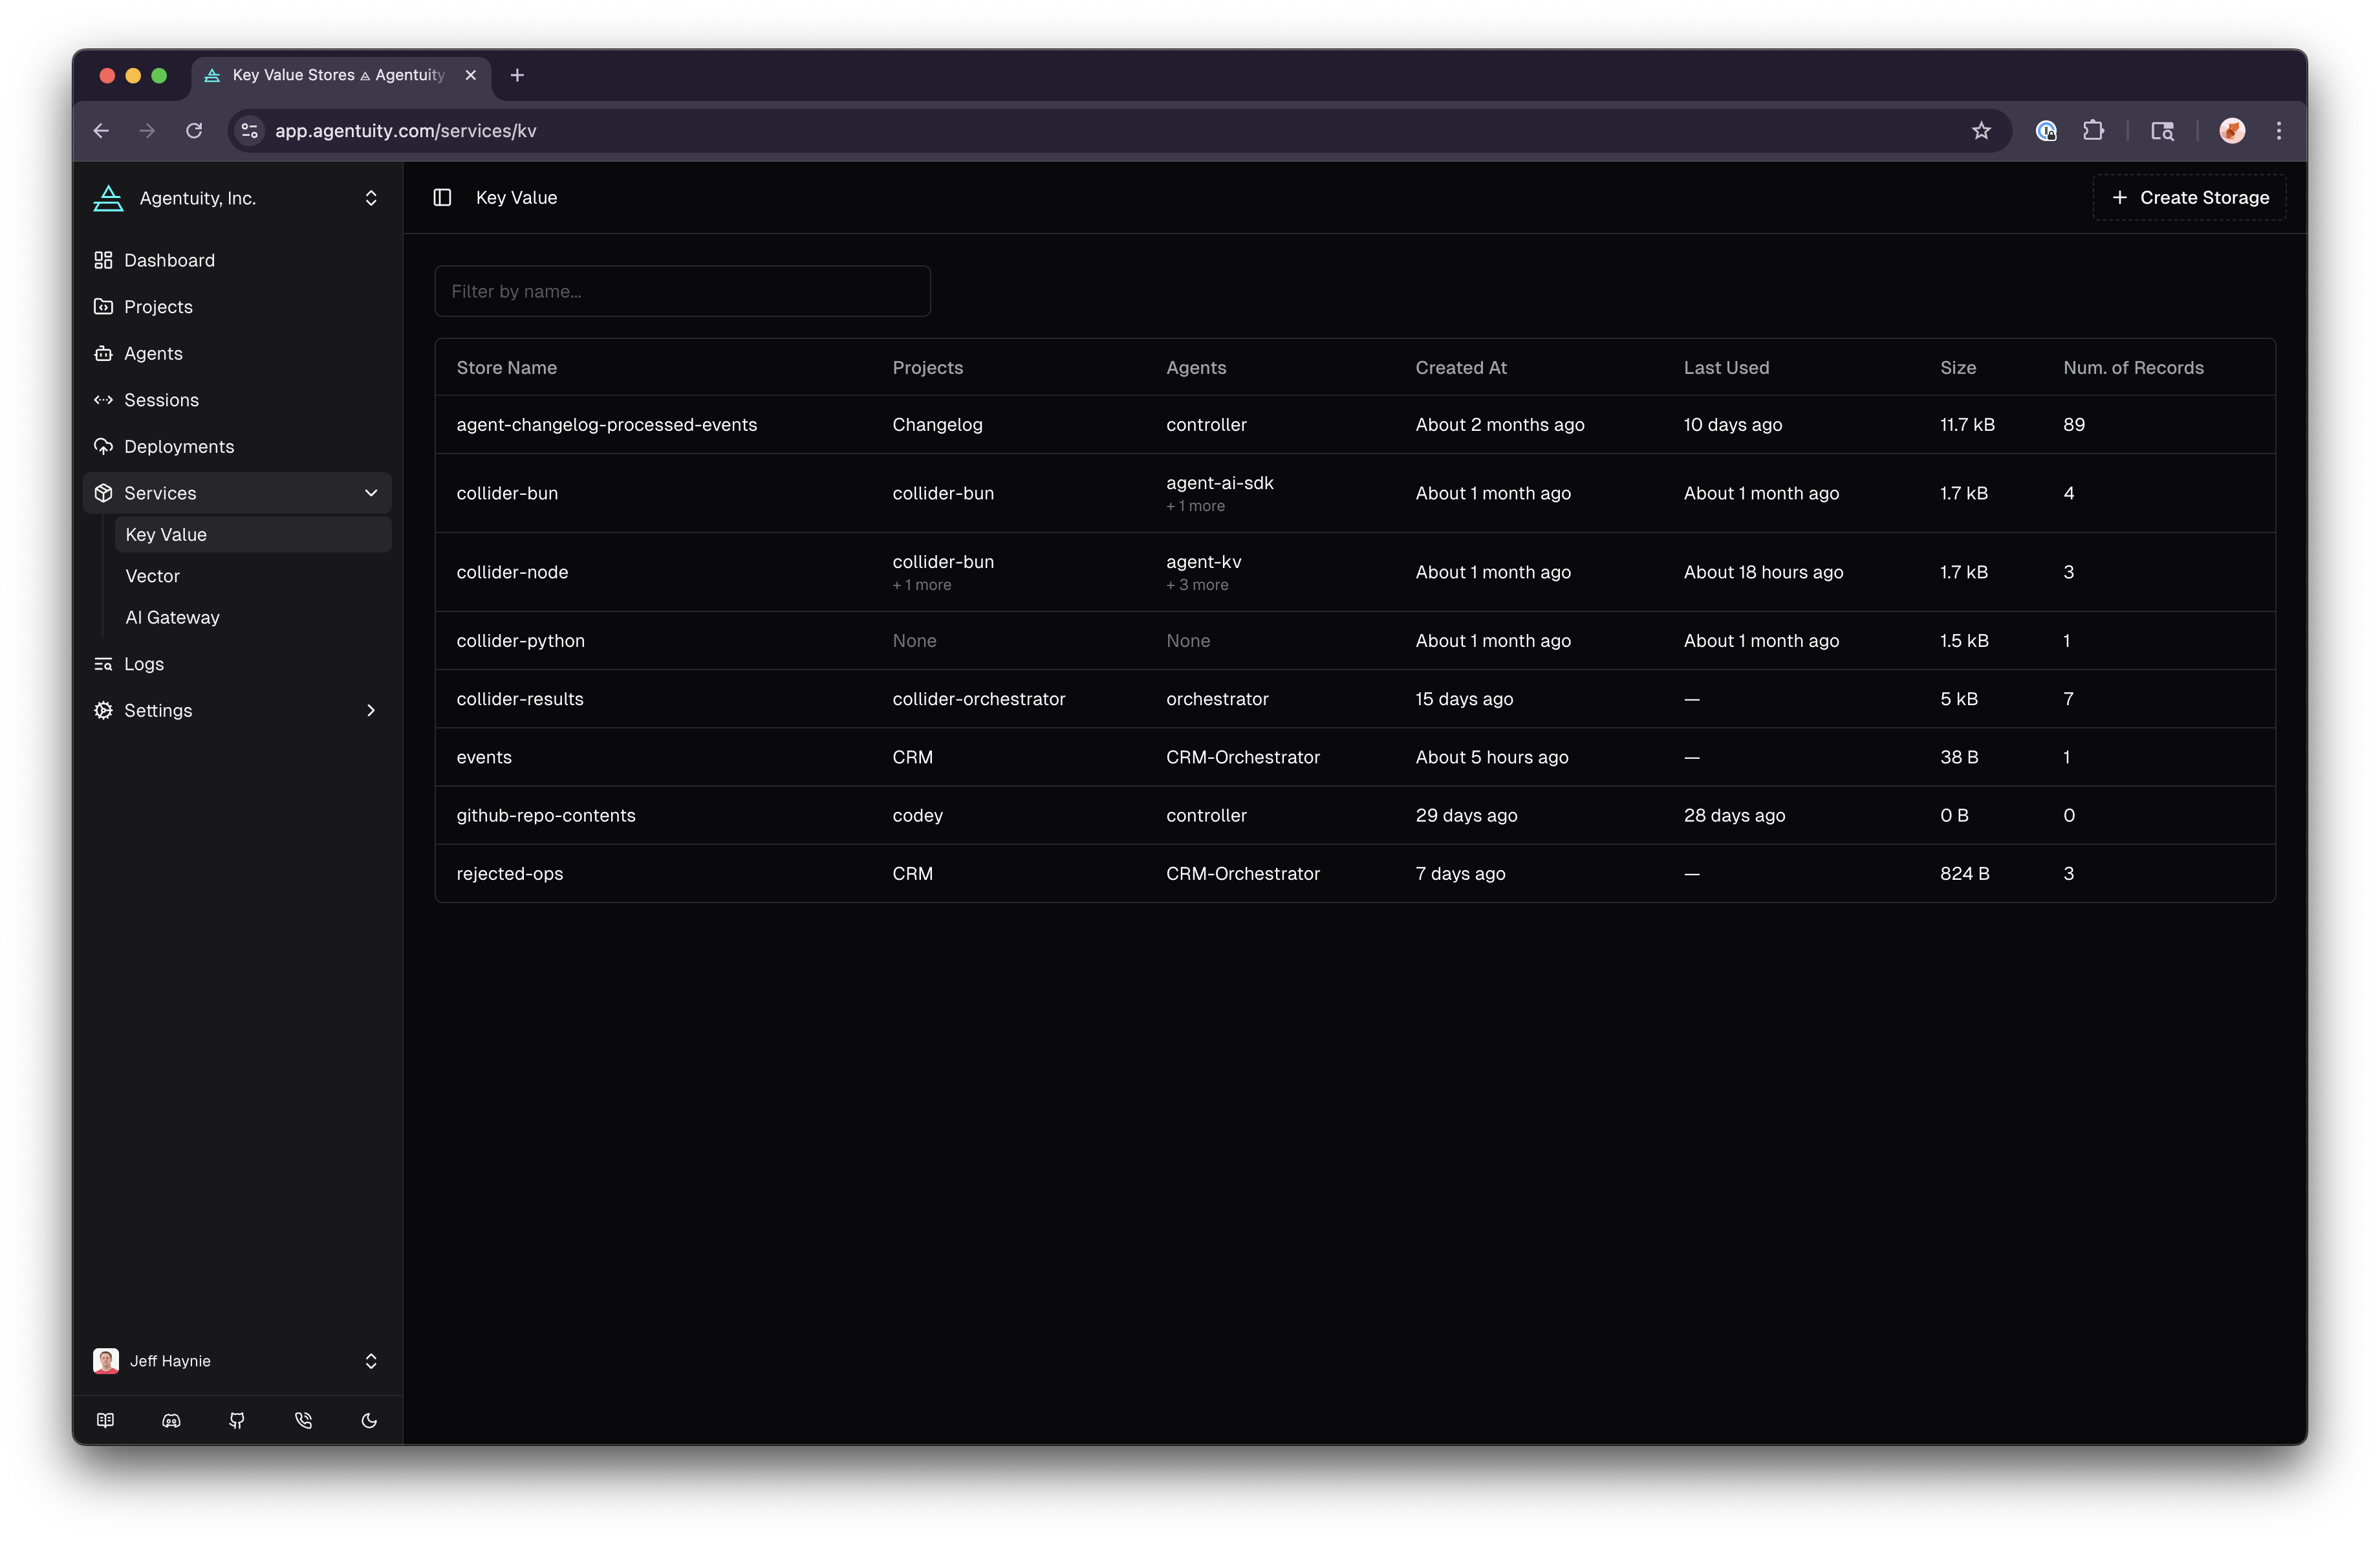 Key Value Stores ⟁ Agentuity
app.agentuity.com/services/kv
Agentuity, Inc.
Key Value
Create Storage
Dashboard
Projects
Agents
Sessions
Deployments
Services
Key Value
Vector
AI Gateway
Logs
Settings
Filter by name...
Store Name Projects Agents Created At Last Used Size Num. of Records
agent-changelog-processed-events Changelog controller About 2 months ago 10 days ago 11.7 kB 89
collider-bun collider-bun agent-ai-sdk + 1 more About 1 month ago About 1 month ago 1.7 kB 4
collider-node collider-bun + 1 more agent-kv + 3 more About 1 month ago About 18 hours ago 1.7 kB 3
collider-python None None About 1 month ago About 1 month ago 1.5 kB 1
collider-results collider-orchestrator orchestrator 15 days ago — 5 kB 7
events CRM CRM-Orchestrator About 5 hours ago — 38 B 1
github-repo-contents codey controller 29 days ago 28 days ago 0 B 0
rejected-ops CRM CRM-Orchestrator 7 days ago — 824 B 3
Jeff Haynie